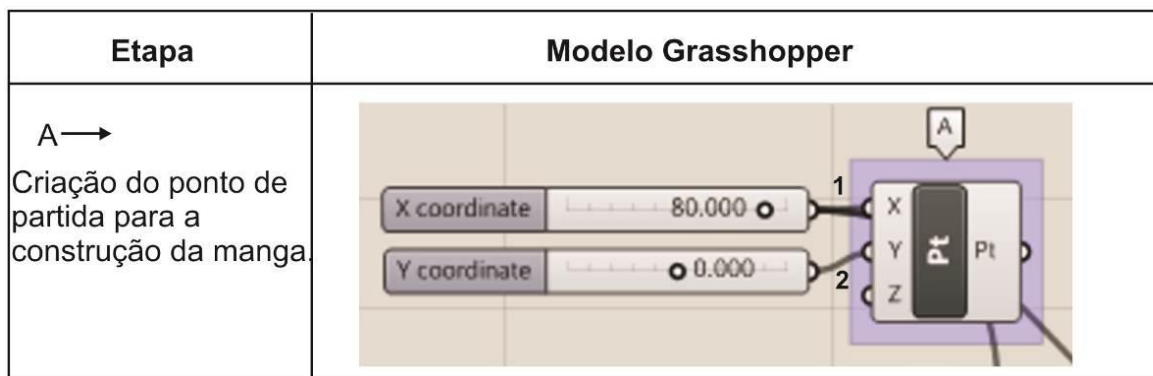 Etapa
Modelo Grasshopper
A
Criação do ponto de
partida para a
construção da manga.
A
X coordinate
80.000
1
X
Y coordinate
0.000
2
Y
Z
Pt
Pt